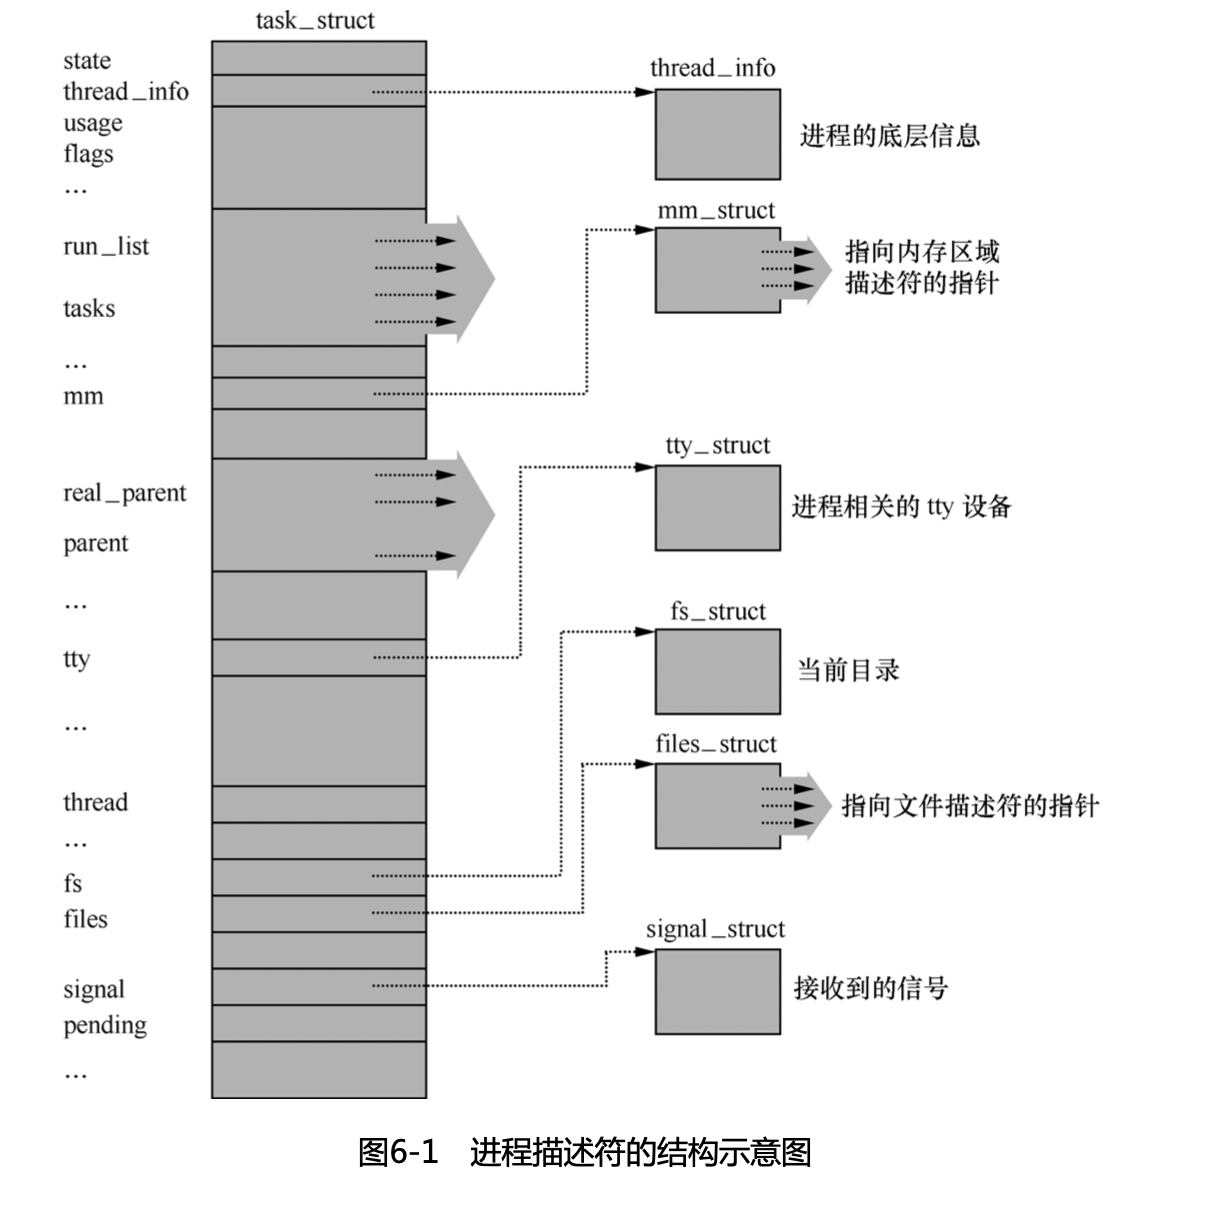 task_struct
state
thread_info
usage
flags
...
run_list
tasks
...
mm
real_parent
parent
...
tty
...
thread
...
fs
files
signal
pending
...
thread_info
进程的底层信息
mm_struct
指向内存区域
描述符的指针
tty_struct
进程相关的 tty 设备
fs_struct
当前目录
files_struct
指向文件描述符的指针
signal_struct
接收到的信号
图6-1 进程描述符的结构示意图